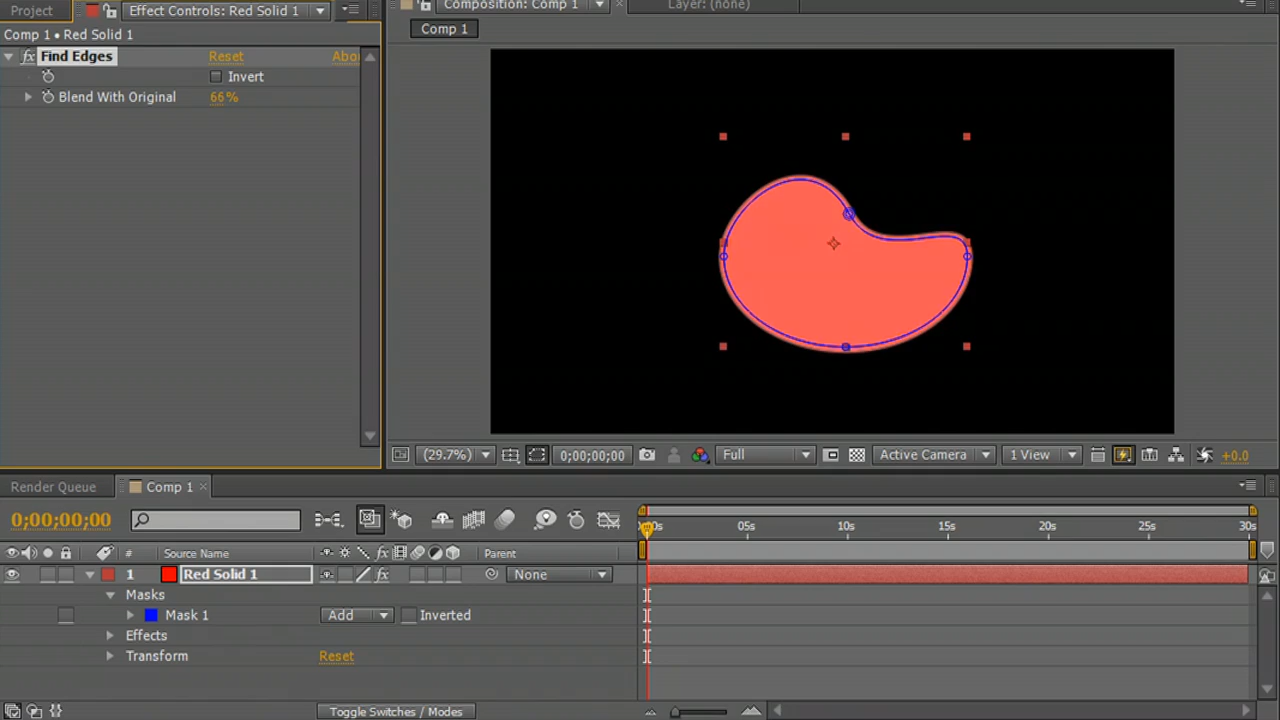 Project
Effect Controls: Red Solid 1
Composition: Comp 1
Layer: (none)
Comp 1 • Red Solid 1
Comp 1
fx Find Edges
Reset
Abo
Invert
Blend With Original
66%
(29.7%)
0;00;00;00
Full
Active Camera
1 View
+0.0
Render Queue
Comp 1
0;00;00;00
05s
10s
15s
20s
25s
30s
#
Source Name
fx
Parent
1
Red Solid 1
fx
None
Masks
Mask 1
Add
Inverted
Effects
Transform
Reset
Toggle Switches / Modes